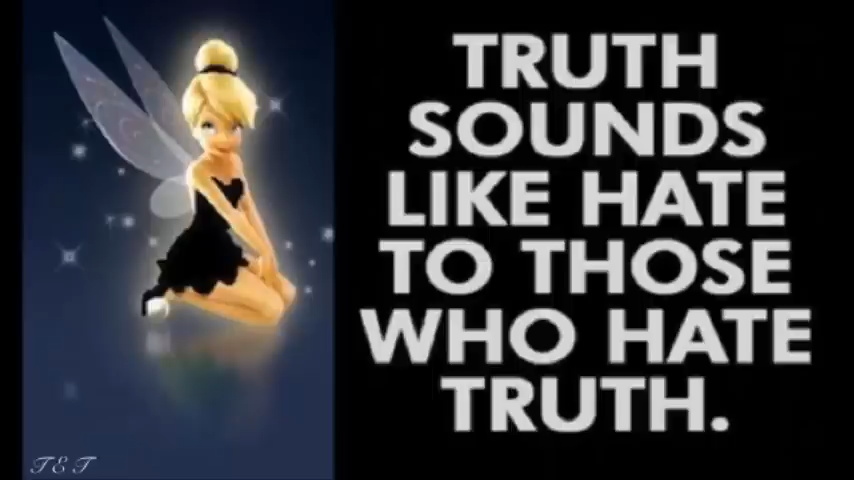 TRUTH
SOUNDS
LIKE HATE
TO THOSE
WHO HATE
TRUTH.
T&T